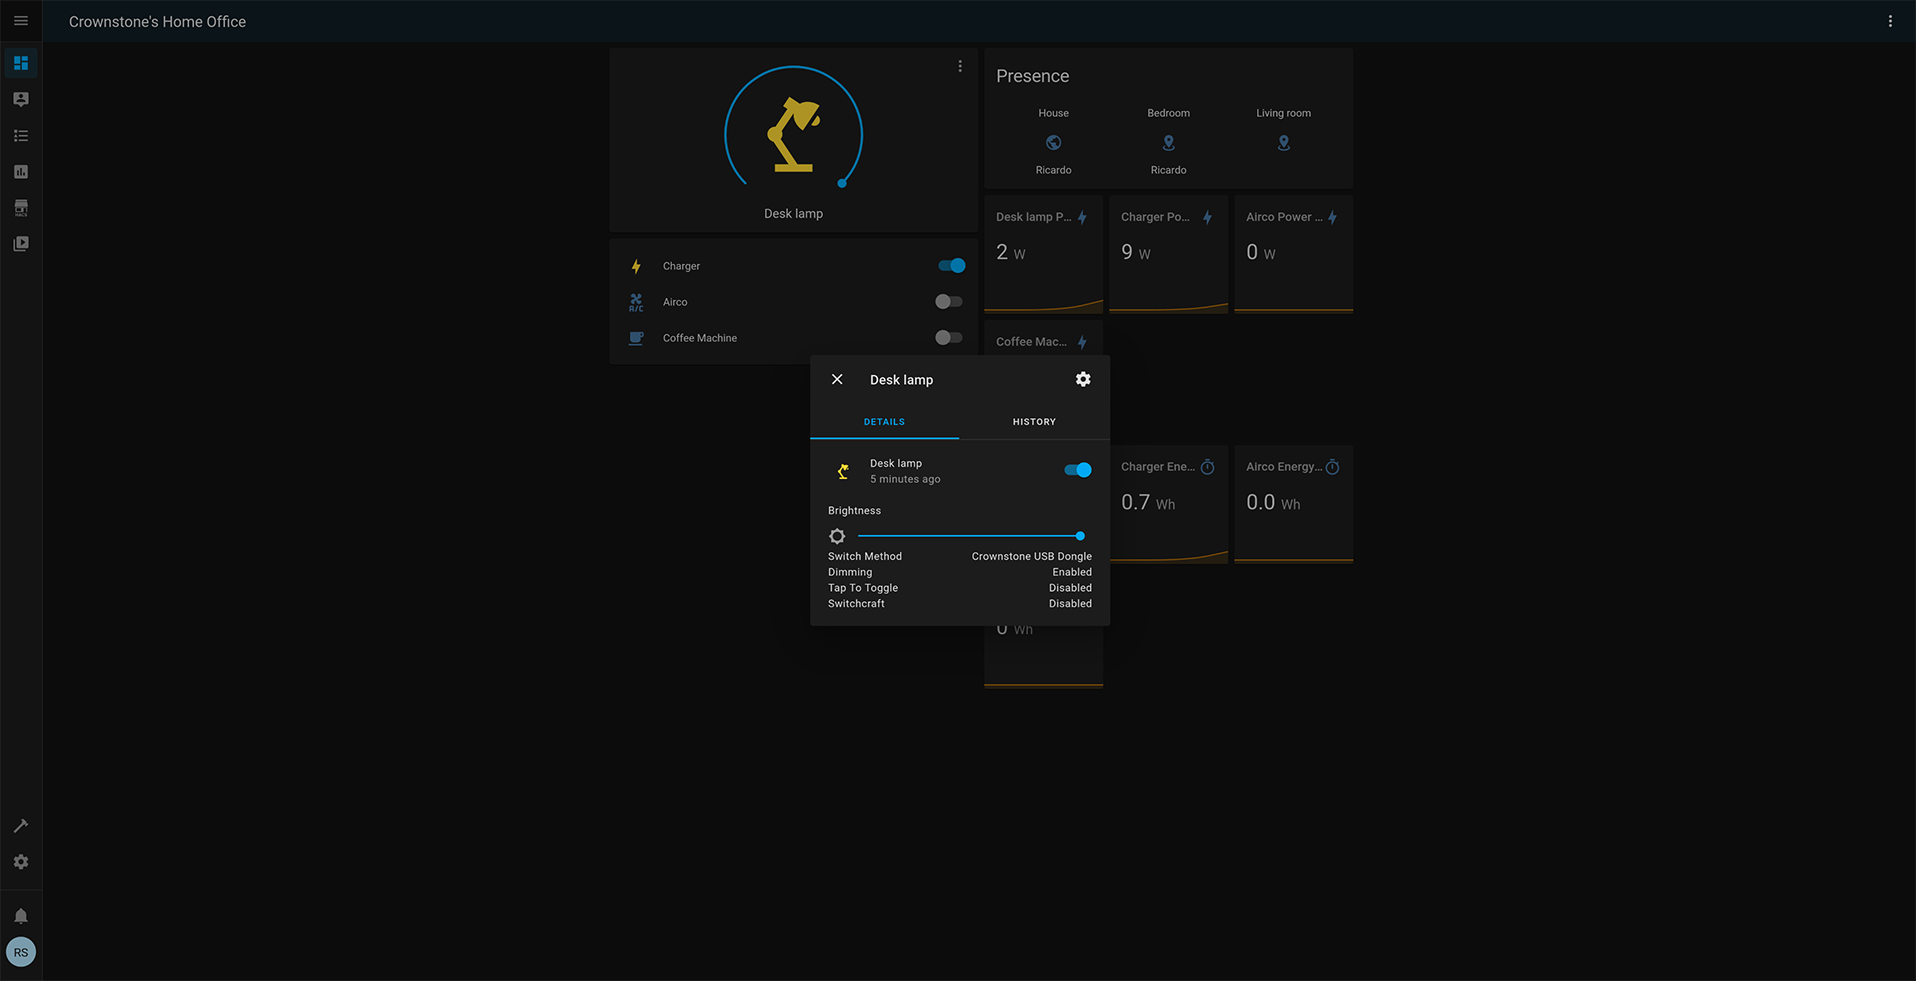 Crownstone's Home Office
Desk lamp
Charger
A/C
Airco
Coffee Machine
Presence
House
Bedroom
Living room
Ricardo
Ricardo
Desk lamp P...
2 W
Charger Po...
9 W
Airco Power ...
0 W
Coffee Mac...
Desk lamp
DETAILS
HISTORY
Desk lamp
5 minutes ago
Brightness
Switch Method
Crownstone USB Dongle
Dimming
Enabled
Tap To Toggle
Disabled
Switchcraft
Disabled
Charger Ene...
0.7 Wh
Airco Energy...
0.0 Wh
0 Wh
HACS
RS